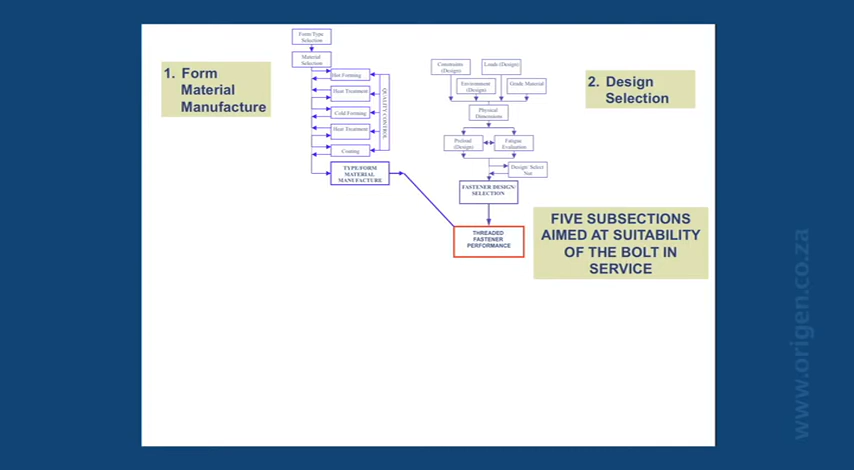 Form/Type
Selection
Material
Selection
Hot Forming
Heat Treatment
Cold Forming
Heat Treatment
Coating
QUALITY CONTROL
TYPE/FORM
MATERIAL
MANUFACTURE
1. Form
Material
Manufacture
Constraints
(Design)
Loads (Design)
Environment
(Design)
Grade Material
Physical
Dimensions
Preload
(Design)
Fatigue
Evaluation
Design/ Select
Nut
FASTENER DESIGN/
SELECTION
THREADED
FASTENER
PERFORMANCE
2. Design
Selection
FIVE SUBSECTIONS
AIMED AT SUITABILITY
OF THE BOLT IN
SERVICE
www.origen.co.za